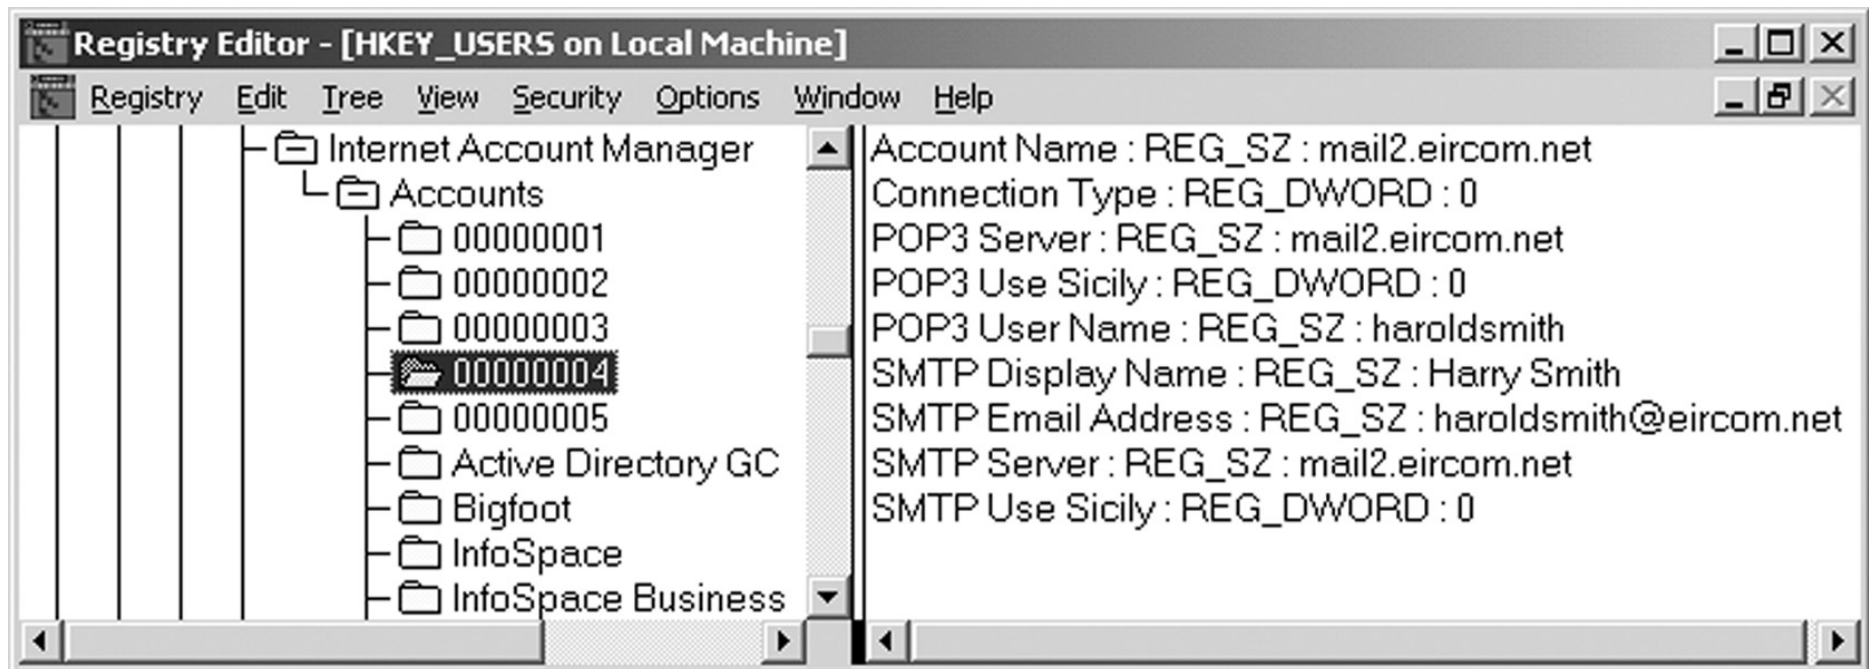 Registry Editor - [HKEY_USERS on Local Machine]
Registry Edit Tree View Security Options Window Help
Internet Account Manager
Accounts
00000001
00000002
00000003
00000004
00000005
Active Directory GC
Bigfoot
InfoSpace
InfoSpace Business
Account Name : REG_SZ : mail2.eircom.net
Connection Type : REG_DWORD : 0
POP3 Server : REG_SZ : mail2.eircom.net
POP3 Use Sicily : REG_DWORD : 0
POP3 User Name : REG_SZ : haroldsmith
SMTP Display Name : REG_SZ : Harry Smith
SMTP Email Address : REG_SZ : haroldsmith@eircom.net
SMTP Server : REG_SZ : mail2.eircom.net
SMTP Use Sicily : REG_DWORD : 0